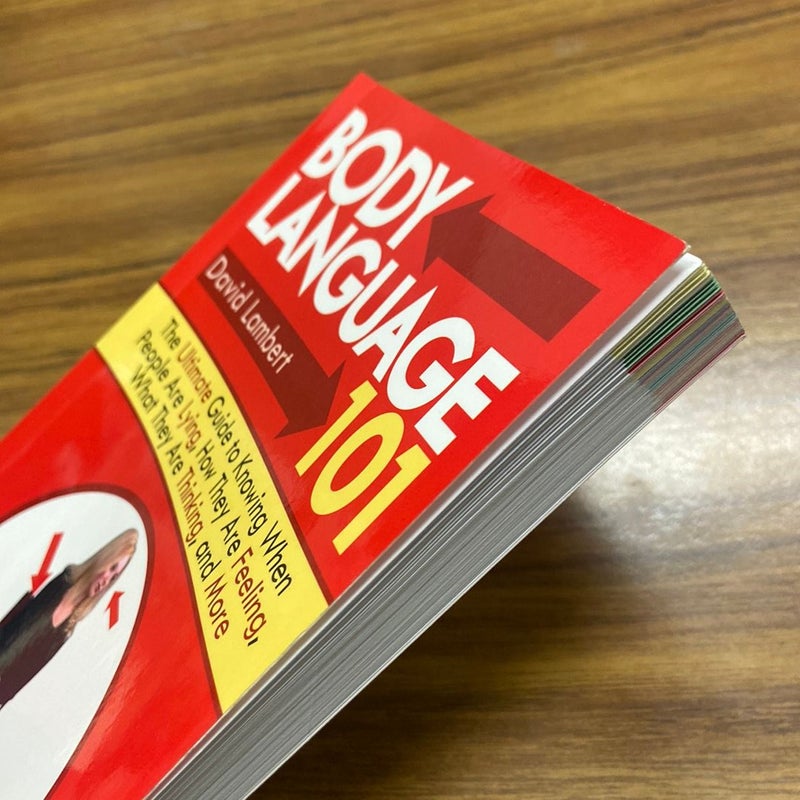 BODY
LANGUAGE
101
David Lambert
The Ultimate Guide to Knowing When
People Are Lying, How They Are Feeling,
What They Are Thinking, and More